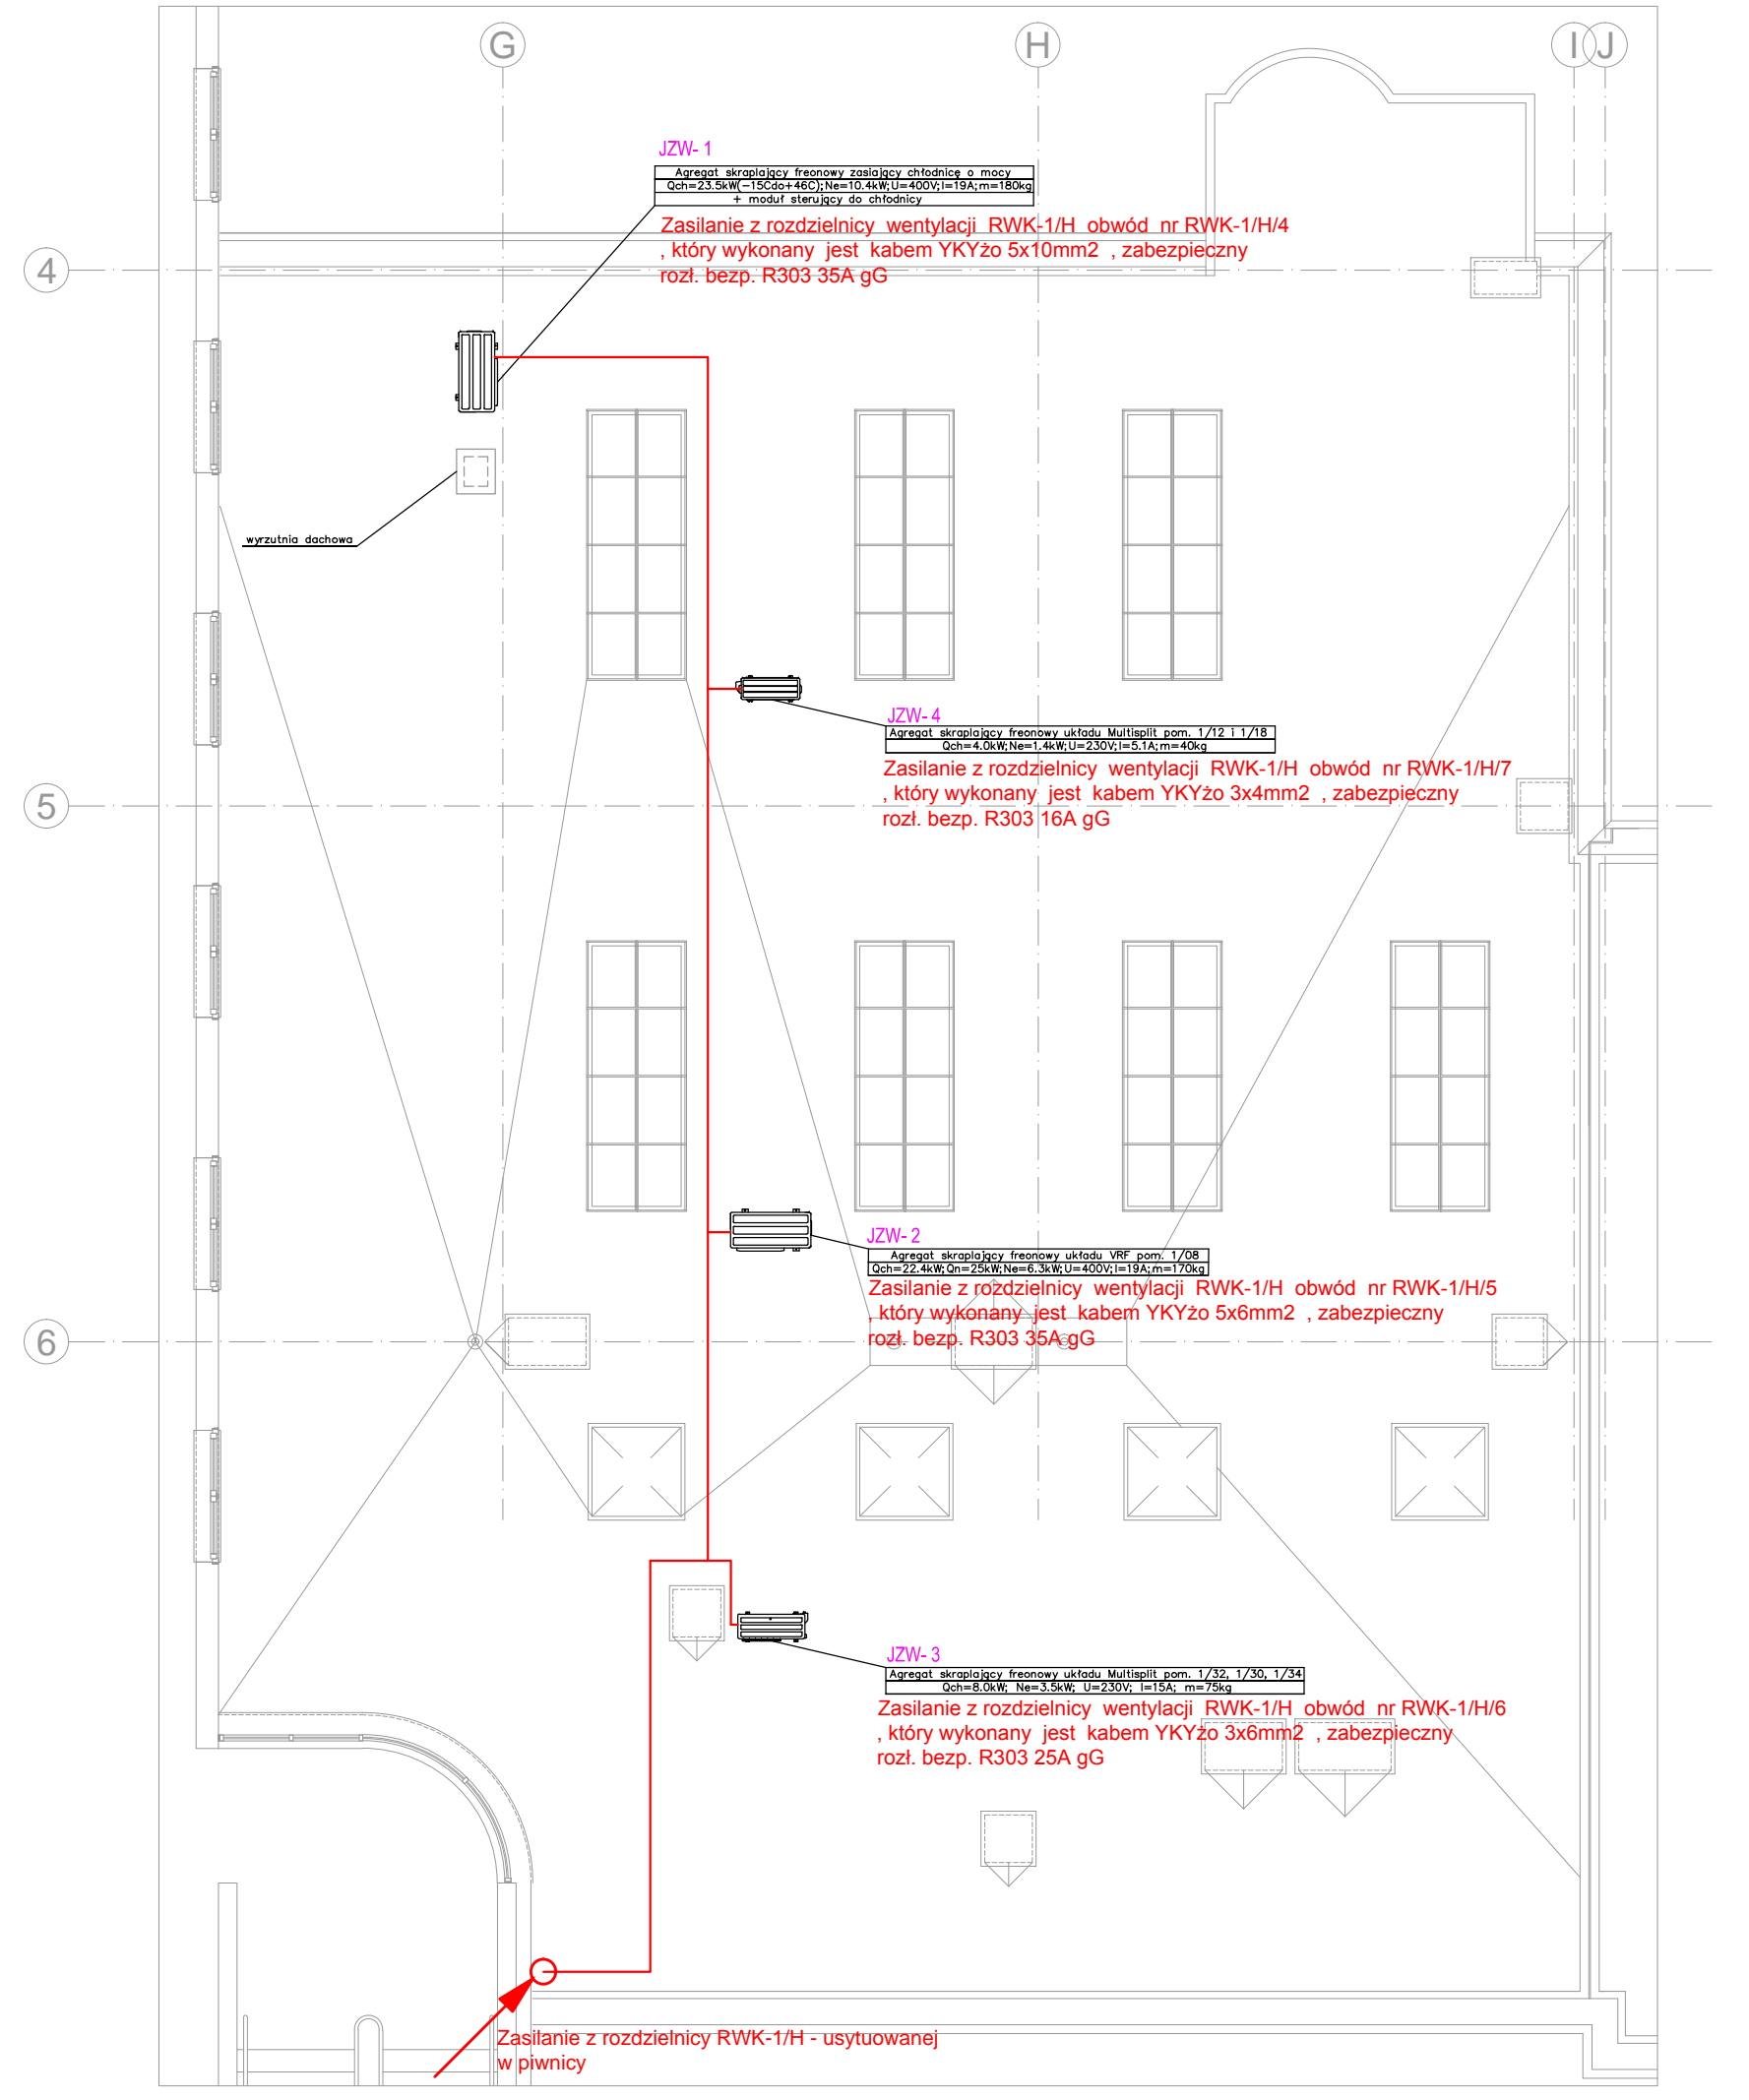 G
H
I
J
JZW- 1
Agregat skraplający freonowy zasiający chłodnicę o mocy
Qch=23.5kW(-15Cdo+46C);Ne=10.4kW;U=400V;I=19A;m=180kg
+ moduł sterujący do chłodnicy
Zasilanie z rozdzielnicy wentylacji RWK-1/H obwód nr RWK-1/H/4
, który wykonany jest kabem YKYżo 5x10mm2 , zabezpieczny
rozł. bezp. R303 35A gG
4
wyrzutnia dachowa
JZW- 4
Agregat skraplający freonowy układu Multisplit pom. 1/12 i 1/18
Qch=4.0kW;Ne=1.4kW;U=230V;I=5.1A;m=40kg
Zasilanie z rozdzielnicy wentylacji RWK-1/H obwód nr RWK-1/H/7
, który wykonany jest kabem YKYżo 3x4mm2 , zabezpieczny
rozł. bezp. R303 16A gG
5
JZW- 2
Agregat skraplający freonowy układu VRF pom. 1/08
Qch=22.4kW;Qn=25kW;Ne=6.3kW;U=400V;I=19A;m=170kg
Zasilanie z rozdzielnicy wentylacji RWK-1/H obwód nr RWK-1/H/5
, który wykonany jest kabem YKYżo 5x6mm2 , zabezpieczny
rozł. bezp. R303 35A gG
6
JZW- 3
Agregat skraplający freonowy układu Multisplit pom. 1/32, 1/30, 1/34
Qch=8.0kW; Ne=3.5kW; U=230V; I=15A; m=75kg
Zasilanie z rozdzielnicy wentylacji RWK-1/H obwód nr RWK-1/H/6
, który wykonany jest kabem YKYżo 3x6mm2 , zabezpieczny
rozł. bezp. R303 25A gG
Zasilanie z rozdzielnicy RWK-1/H - usytuowanej
w piwnicy